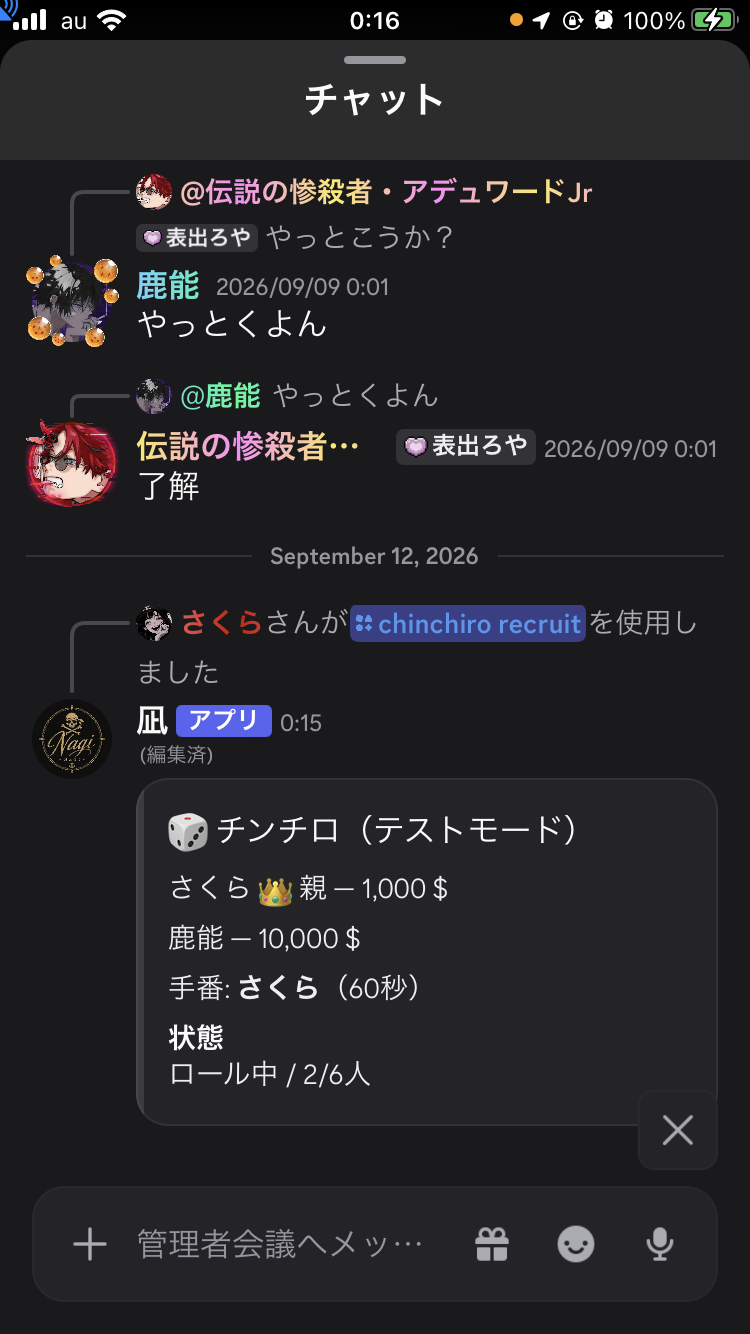 au 0:16 100%
チャット
@伝説の惨殺者・アデュワードJr
表出ろや やっとこうか？
鹿能 2026/09/09 0:01
やっとくよん
@鹿能 やっとくよん
伝説の惨殺者… 表出ろや 2026/09/09 0:01
了解
September 12, 2026
さくらさんが chinchiro recruit を使用し
ました
凪 アプリ 0:15
Nagi
(編集済)
チンチロ（テストモード）
さくら 親 — 1,000 $
鹿能 — 10,000 $
手番: さくら（60秒）
状態
ロール中 / 2/6人
管理者会議へメッ…